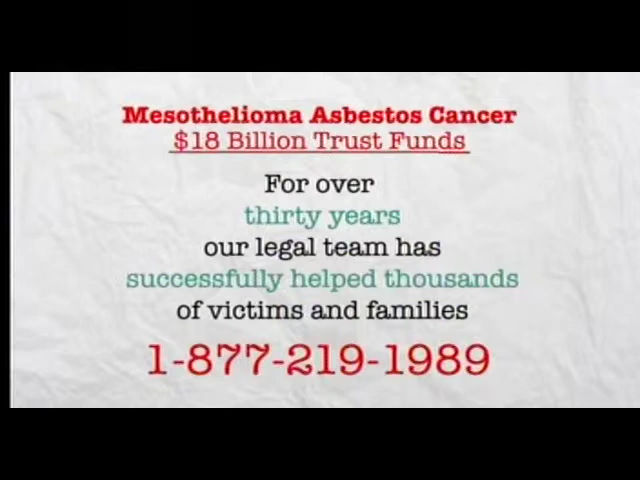 Mesothelioma Asbestos Cancer
$18 Billion Trust Funds
For over
thirty years
our legal team has
successfully helped thousands
of victims and families
1-877-219-1989